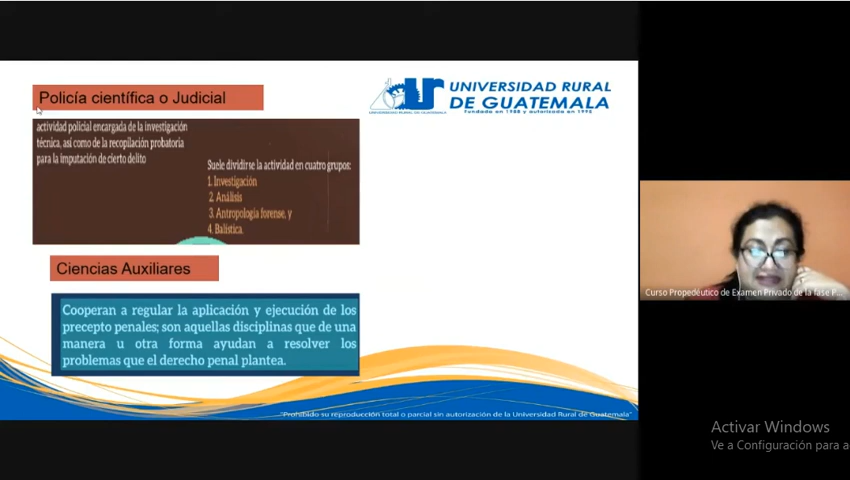 Policía científica o Judicial
UNIVERSIDAD RURAL
DE GUATEMALA
Fundada en 1988 y autorizada en 1995
actividad policial encargada de la investigación
técnica, así como de la recopilación probatoria
para la imputación de cierto delito
Suele dividirse la actividad en cuatro grupos:
1. Investigación
2. Análisis
3. Antropología forense, y
4. Balística.
Ciencias Auxiliares
Cooperan a regular la aplicación y ejecución de los
precepto penales; son aquellas disciplinas que de una
manera u otra forma ayudan a resolver los
problemas que el derecho penal plantea.
"Prohibido su reproducción total o parcial sin autorización de la Universidad Rural de Guatemala"
Curso Propedéutico de Examen Privado de la fase P...
Activar Windows
Ve a Configuración para a